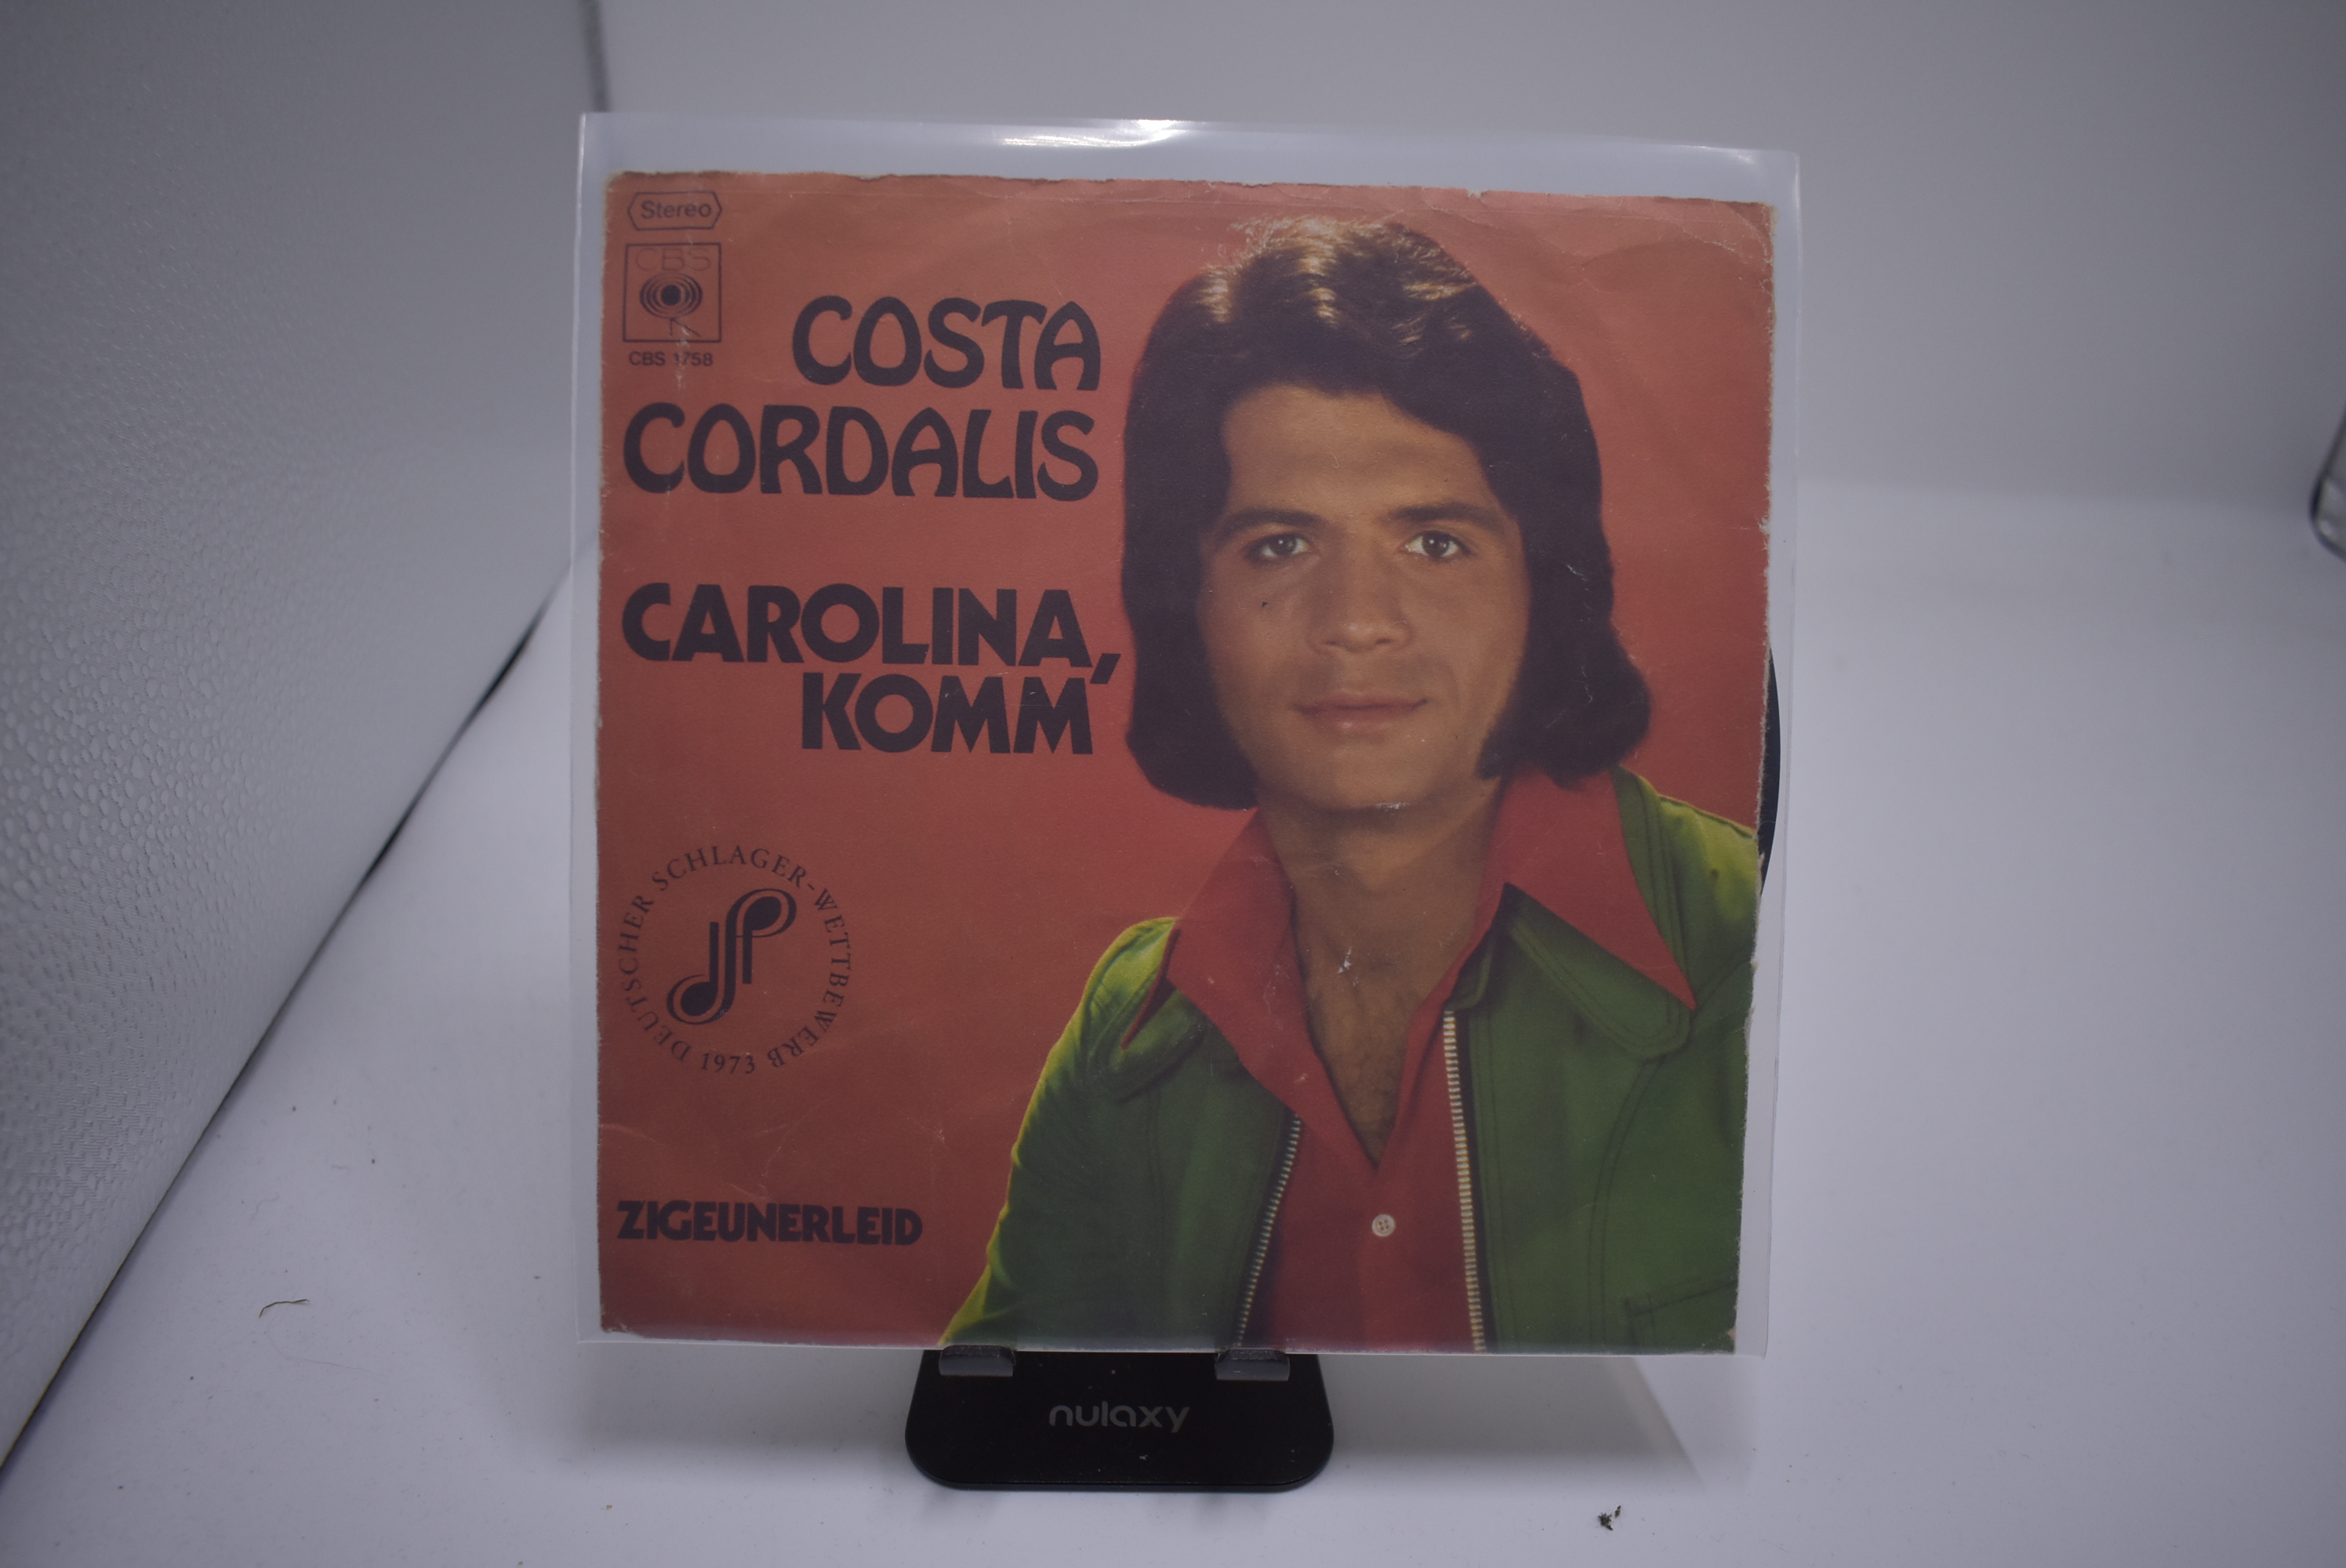 Stereo
CBS
CBS 1758
COSTA
CORDALIS
CAROLINA,
KOMM'
DEUTSCHER SCHLAGER-WETTBEWERB
1973
ZIGEUNERLEID
nulaxy